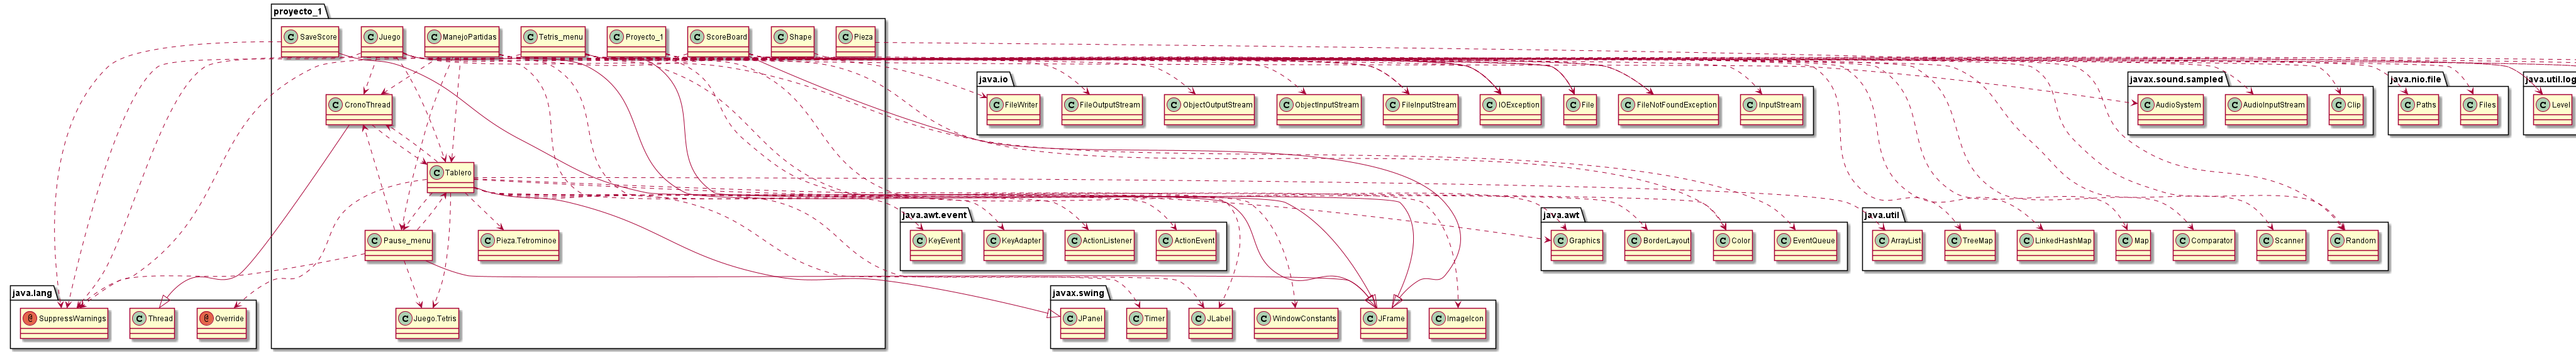 proyecto_1
C SaveScore
C Juego
C ManejoPartidas
C Tetris_menu
C Proyecto_1
C ScoreBoard
C Shape
C Pieza
java.io
javax.sound.sampled
java.nio.file
java.util.log
C CronoThread
C FileWriter
C FileOutputStream
C ObjectOutputStream
C ObjectInputStream
C FileInputStream
C IOException
C File
C FileNotFoundException
C InputStream
C AudioSystem
C AudioInputStream
C Clip
C Paths
C Files
C Level
C Tablero
java.awt.event
java.awt
java.util
C Pause_menu
C Pieza.Tetrominoe
C KeyEvent
C KeyAdapter
C ActionListener
C ActionEvent
C Graphics
C BorderLayout
C Color
C EventQueue
C ArrayList
C TreeMap
C LinkedHashMap
C Map
C Comparator
C Scanner
C Random
java.lang
javax.swing
@ SuppressWarnings
C Thread
@ Override
C Juego.Tetris
C JPanel
C Timer
C JLabel
C WindowConstants
C JFrame
C ImageIcon